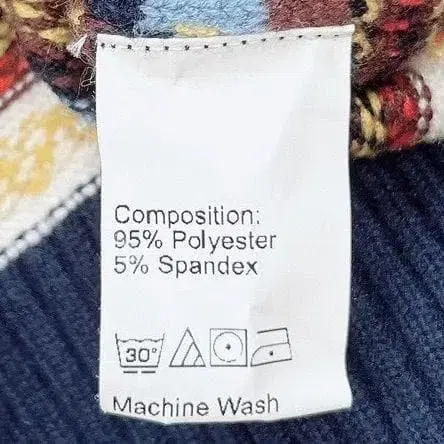 Composition:
95% Polyester
5% Spandex
30°
Machine Wash